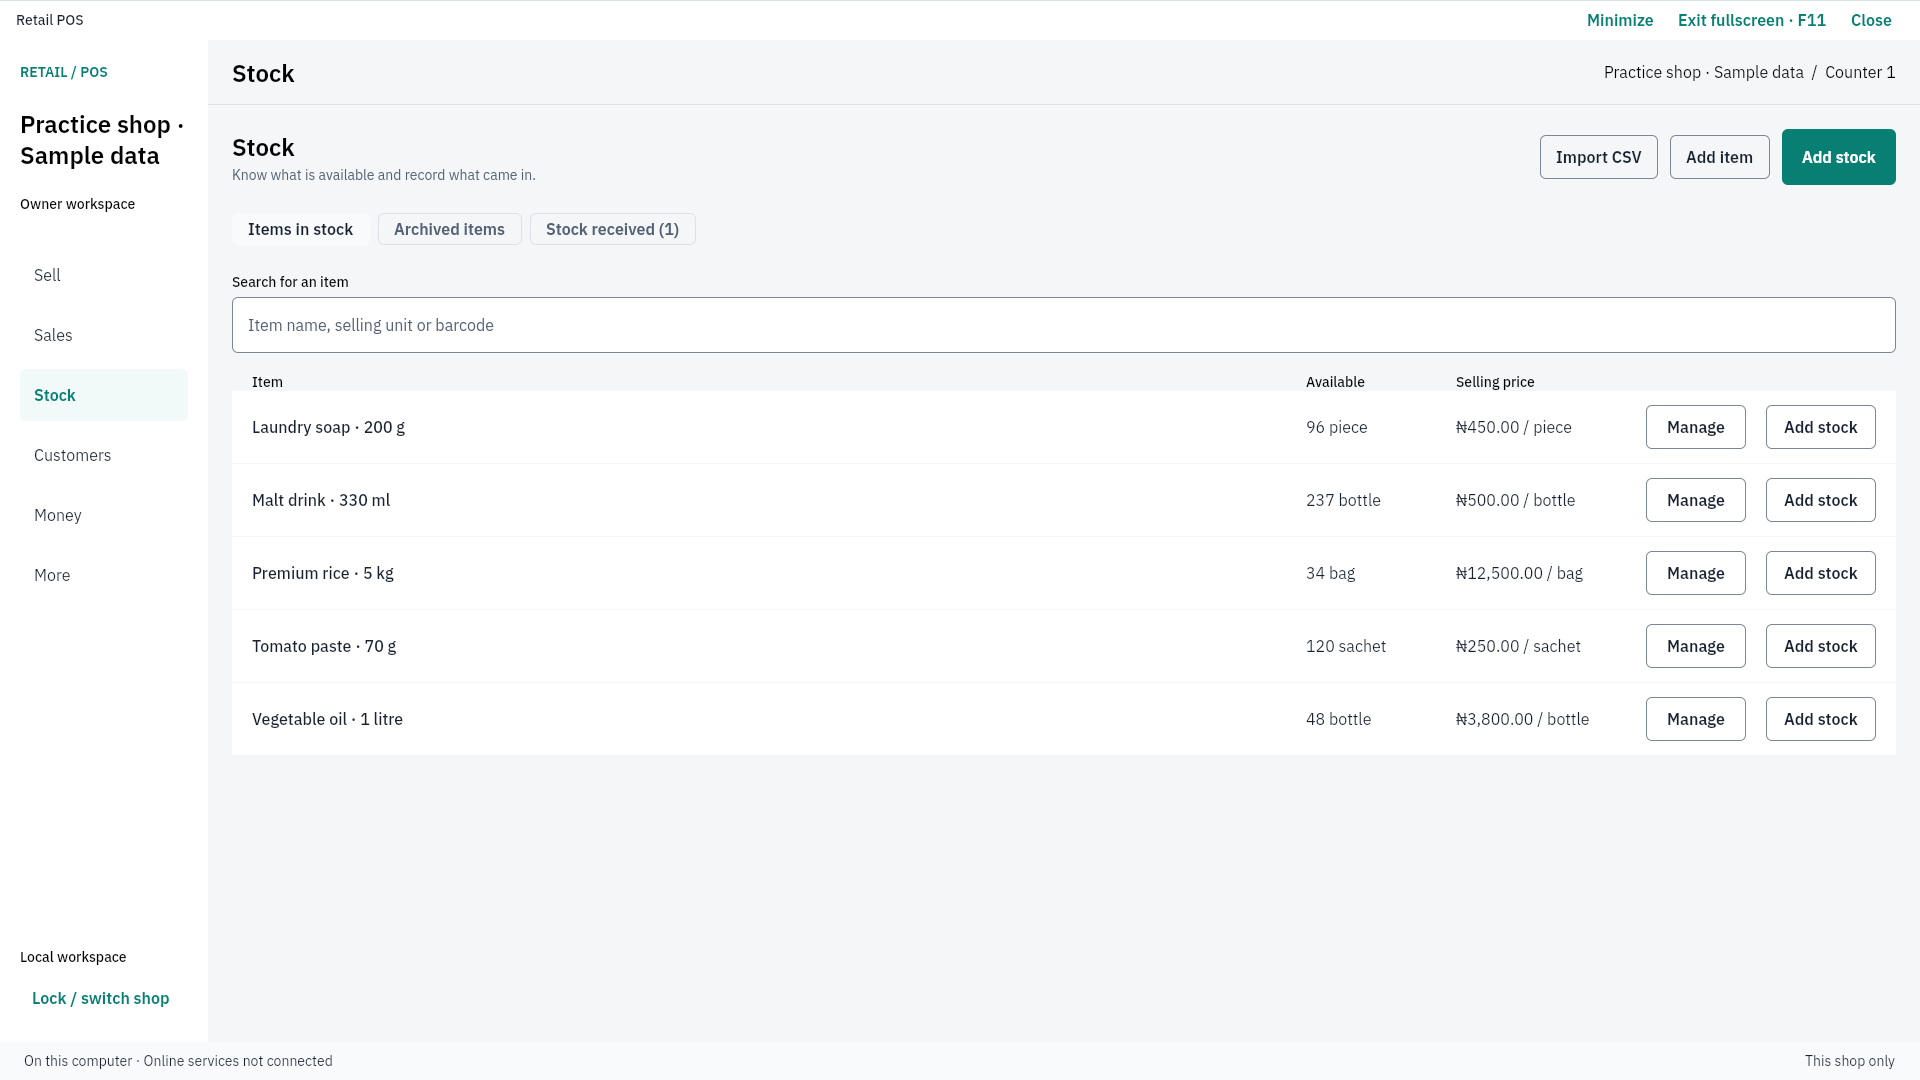 Retail POS
Minimize
Exit fullscreen · F11
Close
RETAIL / POS
Practice shop ·
Sample data
Owner workspace
Sell
Sales
Stock
Customers
Money
More
Local workspace
Lock / switch shop
Stock
Practice shop · Sample data / Counter 1
Stock
Know what is available and record what came in.
Import CSV
Add item
Add stock
Items in stock
Archived items
Stock received (1)
Search for an item
Item name, selling unit or barcode
Item Available Selling price
Laundry soap · 200 g 96 piece ₦450.00 / piece Manage Add stock
Malt drink · 330 ml 237 bottle ₦500.00 / bottle Manage Add stock
Premium rice · 5 kg 34 bag ₦12,500.00 / bag Manage Add stock
Tomato paste · 70 g 120 sachet ₦250.00 / sachet Manage Add stock
Vegetable oil · 1 litre 48 bottle ₦3,800.00 / bottle Manage Add stock
On this computer · Online services not connected
This shop only